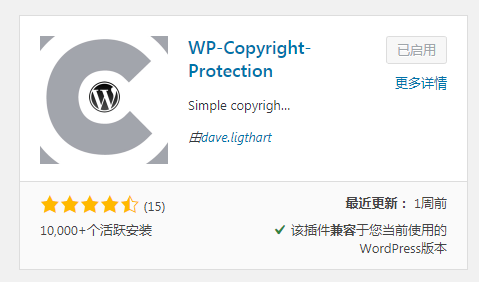 WP-Copyright-
Protection
已启用
更多详情
Simple copyrigh...
由dave.ligthart
(15)
10,000+个活跃安装
最近更新： 1周前
该插件兼容于您当前使用的
WordPress版本